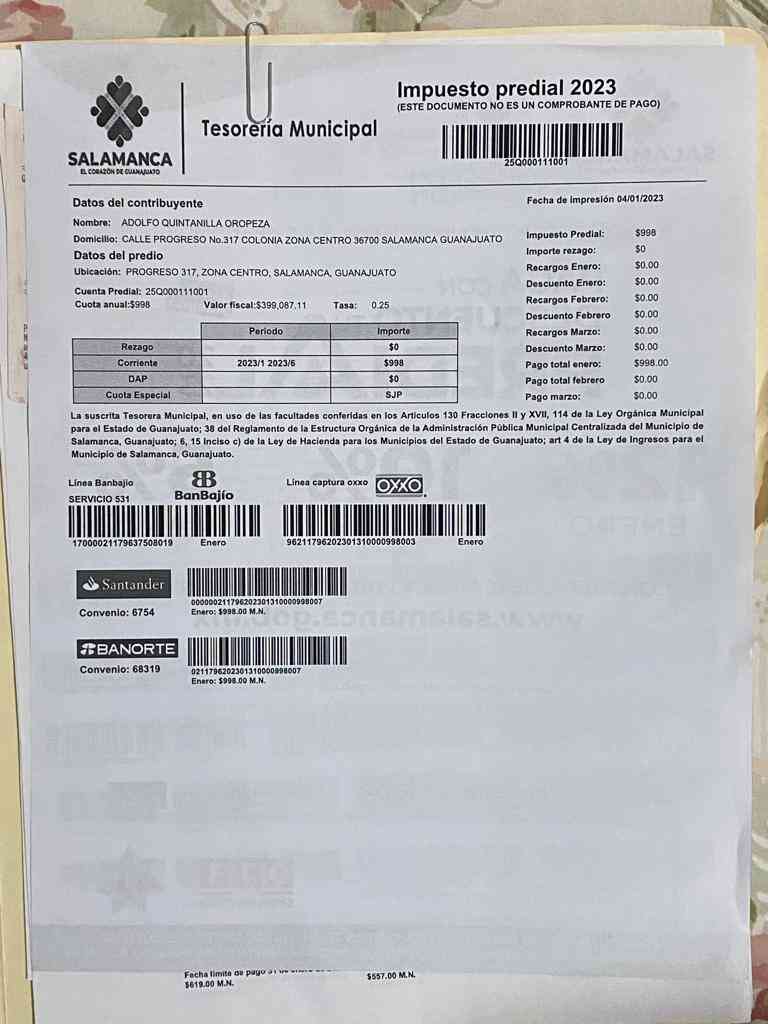 SALAMANCA
EL CORAZÓN DE GUANAJUATO
Tesorería Municipal
Impuesto predial 2023
(ESTE DOCUMENTO NO ES UN COMPROBANTE DE PAGO)
25Q000111001
Datos del contribuyente
Fecha de impresión 04/01/2023
Nombre: ADOLFO QUINTANILLA OROPEZA
Domicilio: CALLE PROGRESO No.317 COLONIA ZONA CENTRO 36700 SALAMANCA GUANAJUATO
Datos del predio
Ubicación: PROGRESO 317, ZONA CENTRO, SALAMANCA, GUANAJUATO
Cuenta Predial: 25Q000111001
Cuota anual:$998 Valor fiscal:$399,087.11 Tasa: 0.25
Impuesto Predial: $998
Importe rezago: $0
Recargos Enero: $0.00
Descuento Enero: $0.00
Recargos Febrero: $0.00
Descuento Febrero $0.00
Recargos Marzo: $0.00
Descuento Marzo: $0.00
Pago total enero: $998.00
Pago total febrero $0.00
Pago marzo: $0.00
Periodo Importe
Rezago $0
Corriente 2023/1 2023/6 $998
DAP $0
Cuota Especial SJP
La suscrita Tesorera Municipal, en uso de las facultades conferidas en los Artículos 130 Fracciones II y XVII, 114 de la Ley Orgánica Municipal
para el Estado de Guanajuato; 38 del Reglamento de la Estructura Orgánica de la Administración Pública Municipal Centralizada del Municipio de
Salamanca, Guanajuato; 6, 15 Inciso c) de la Ley de Hacienda para los Municipios del Estado de Guanajuato; art 4 de la Ley de Ingresos para el
Municipio de Salamanca, Guanajuato.
Línea Banbajio
SERVICIO 531
BanBajío
Línea captura oxxo OXXO
17000021179637508019 Enero
96211796202301310000998003 Enero
Santander
Convenio: 6754
0000002117962023013100009​98007
Enero: $998.00 M.N.
BANORTE
Convenio: 68319
0211796202301310000998007
Enero: $998.00 M.N.
Fecha límite de pago 31 de
$619.00 M.N.
$557.00 M.N.